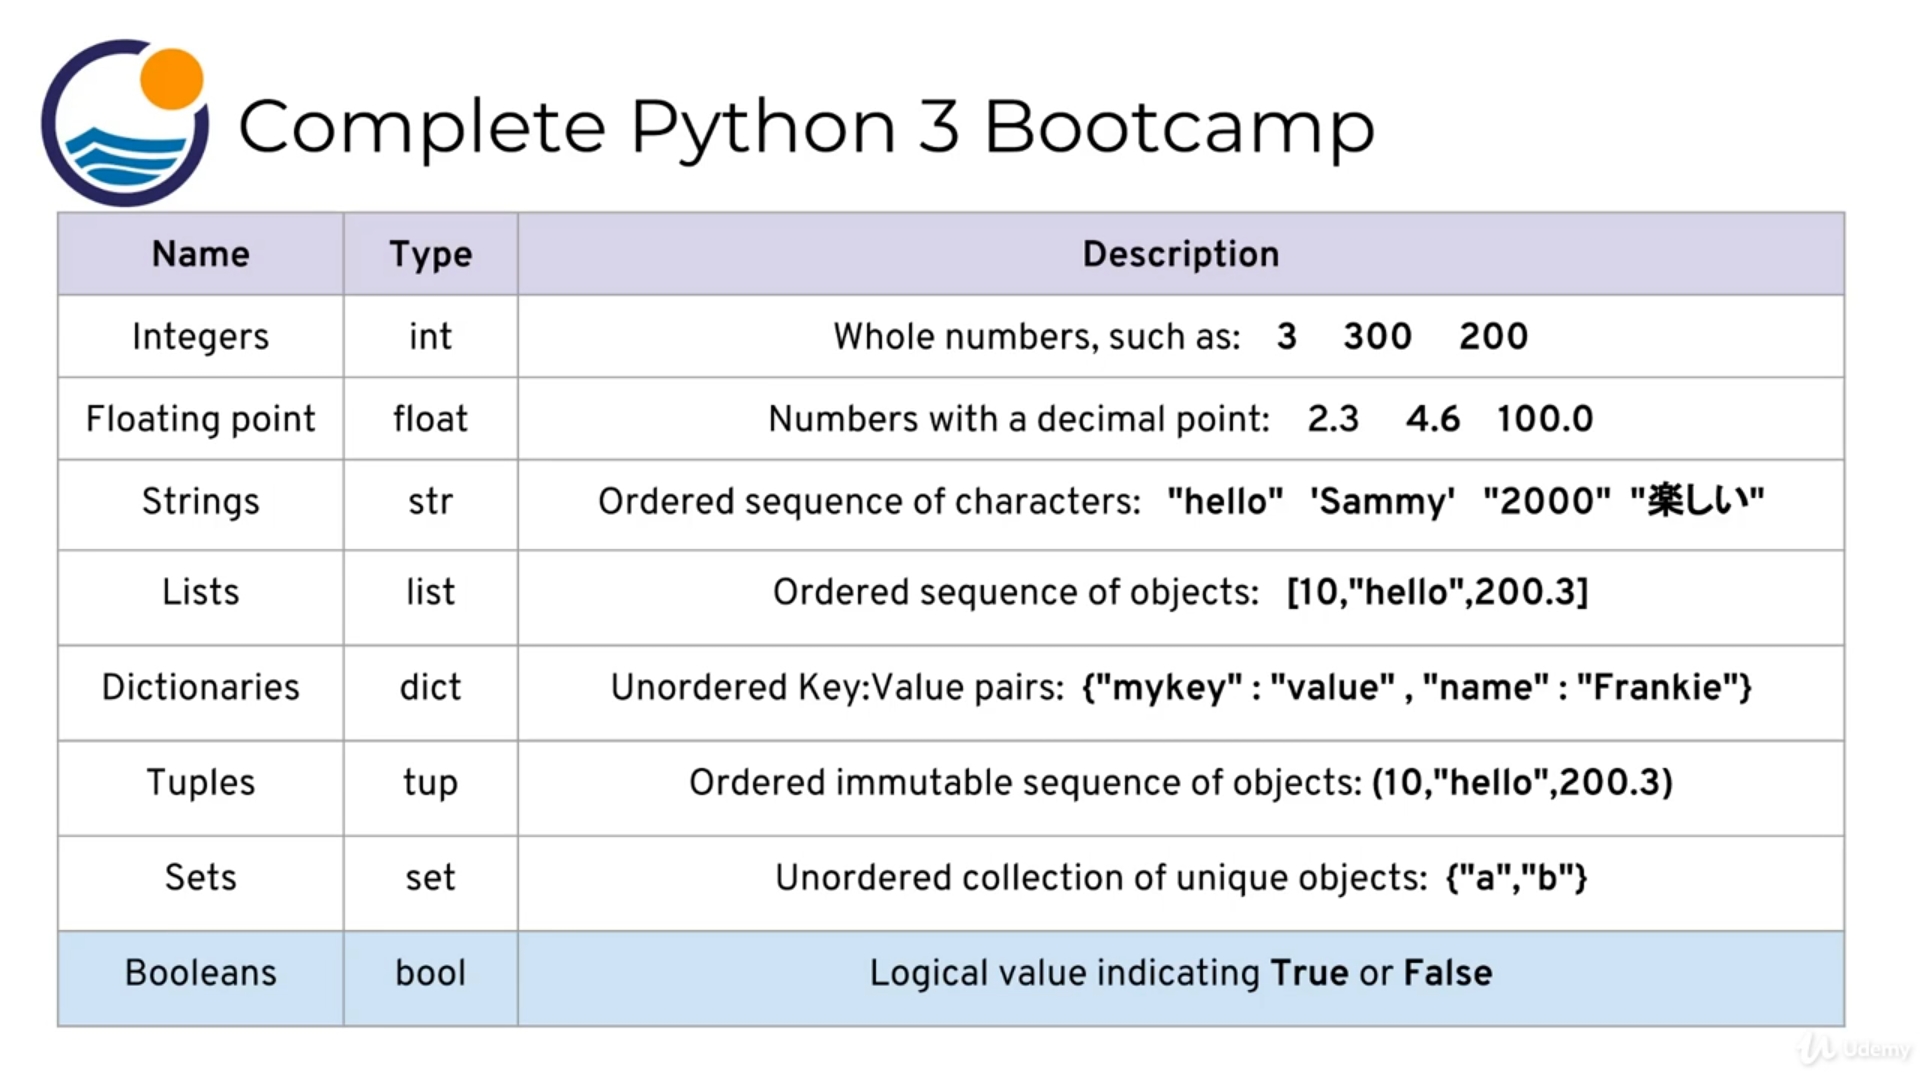 Complete Python 3 Bootcamp
Name Type Description
Integers int Whole numbers, such as: 3 300 200
Floating point float Numbers with a decimal point: 2.3 4.6 100.0
Strings str Ordered sequence of characters: "hello" 'Sammy' "2000" "楽しい"
Lists list Ordered sequence of objects: [10,"hello",200.3]
Dictionaries dict Unordered Key:Value pairs: {"mykey" : "value" , "name" : "Frankie"}
Tuples tup Ordered immutable sequence of objects: (10,"hello",200.3)
Sets set Unordered collection of unique objects: {"a","b"}
Booleans bool Logical value indicating True or False
Udemy